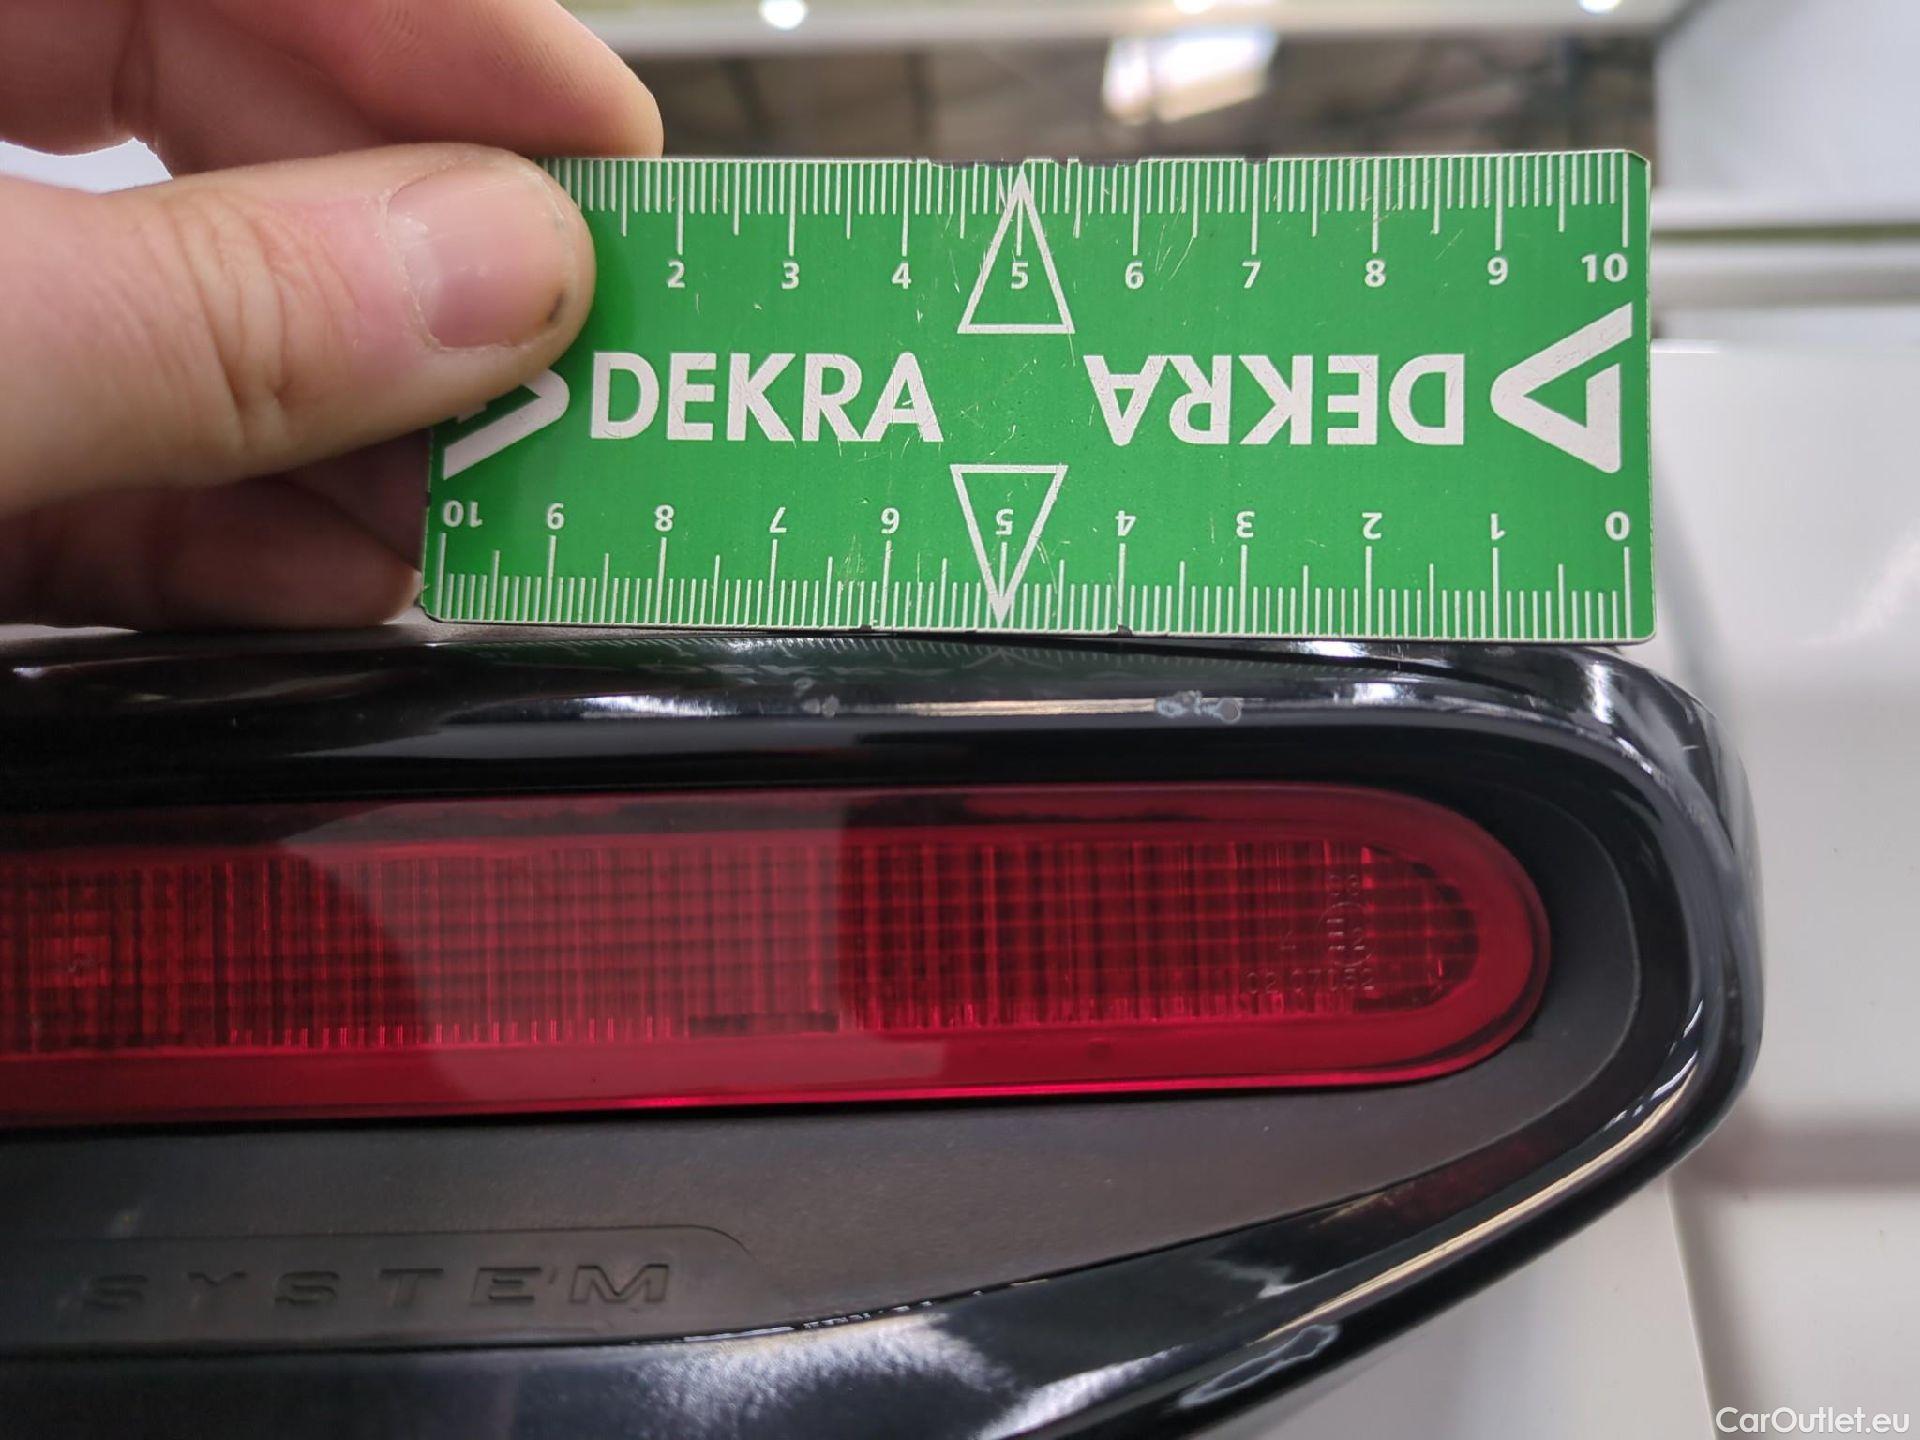 2 3 4 5 6 7 8 9 10
DEKRA DEKRA
10 9 8 7 6 5 4 3 2 1 0
SYSTEM
CarOutlet.eu